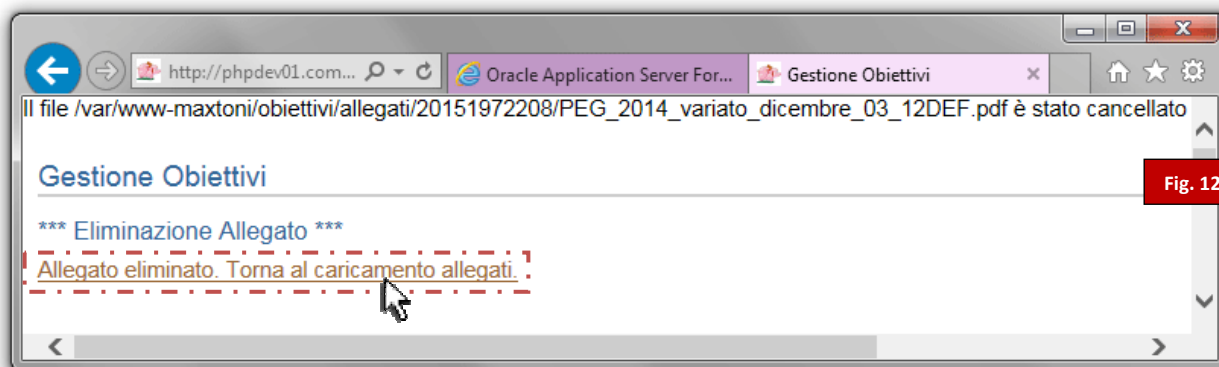 http://phpdev01.com...
Oracle Application Server For...
Gestione Obiettivi
Il file /var/www-maxtoni/obiettivi/allegati/20151972208/PEG_2014_variato_dicembre_03_12DEF.pdf è stato cancellato
Gestione Obiettivi
Fig. 12
*** Eliminazione Allegato ***
Allegato eliminato. Torna al caricamento allegati.